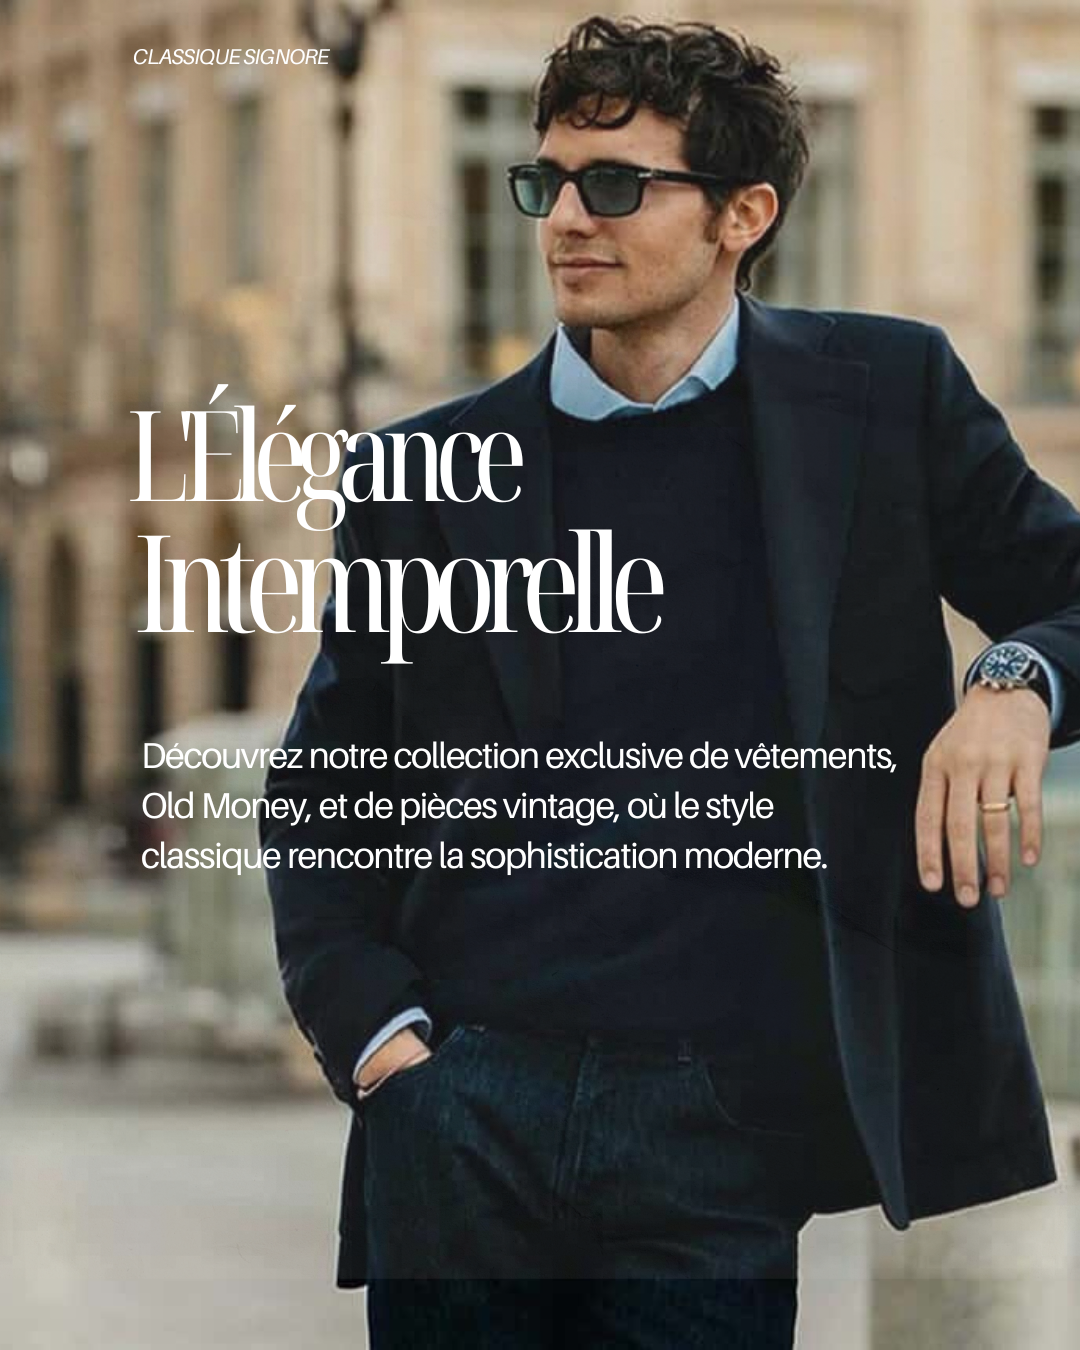 CLASSIQUE SIGNORE
L'Élégance
Intemporelle
Découvrez notre collection exclusive de vêtements,
Old Money, et de pièces vintage, où le style
classique rencontre la sophistication moderne.